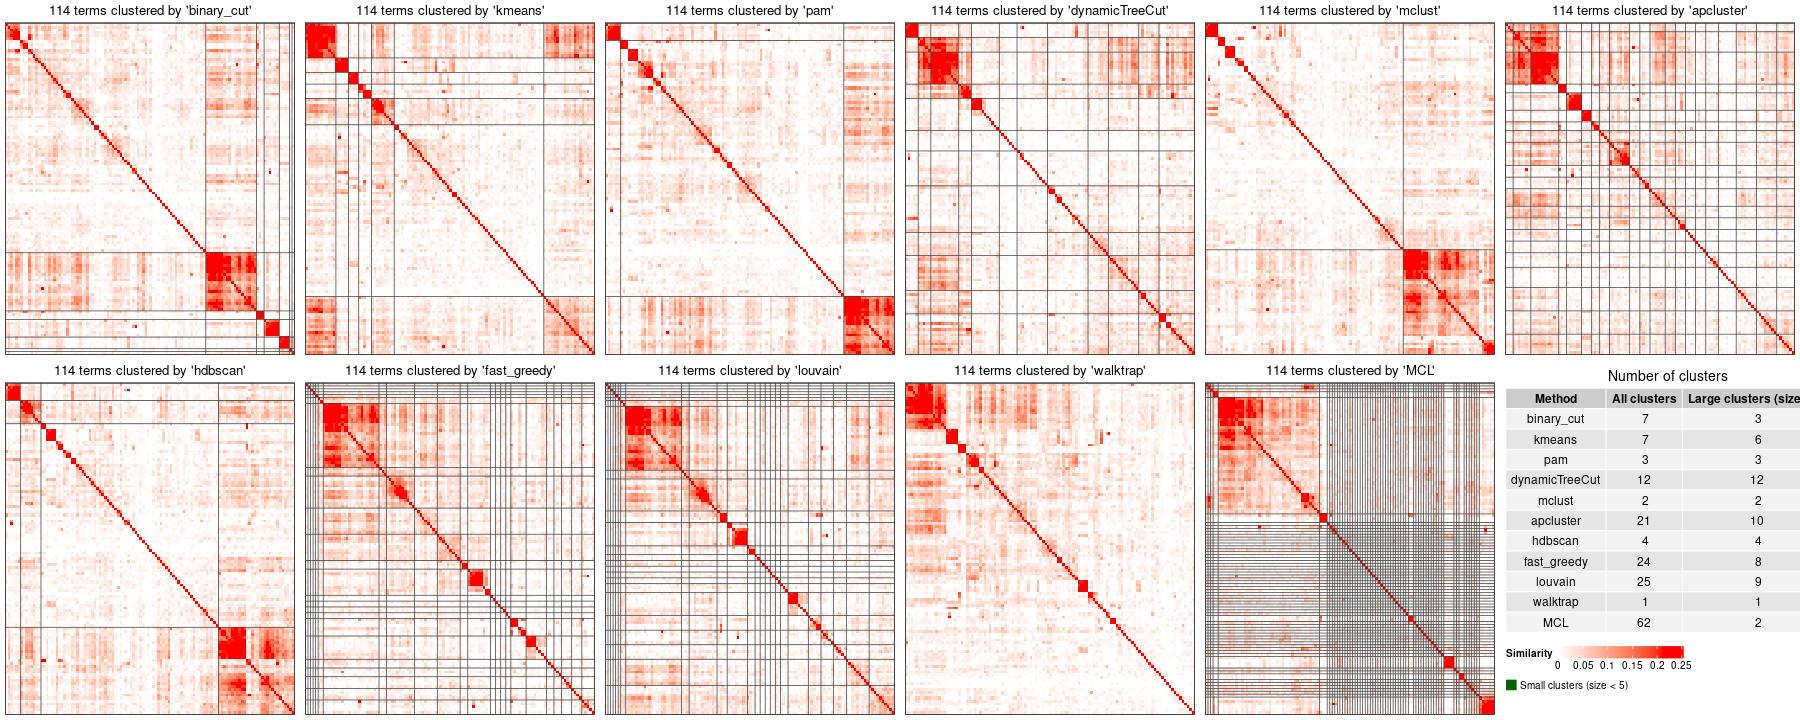 114 terms clustered by 'binary_cut'
114 terms clustered by 'kmeans'
114 terms clustered by 'pam'
114 terms clustered by 'dynamicTreeCut'
114 terms clustered by 'mclust'
114 terms clustered by 'apcluster'
114 terms clustered by 'hdbscan'
114 terms clustered by 'fast_greedy'
114 terms clustered by 'louvain'
114 terms clustered by 'walktrap'
114 terms clustered by 'MCL'
Number of clusters
Method All clusters Large clusters (size
binary_cut 7 3
kmeans 7 6
pam 3 3
dynamicTreeCut 12 12
mclust 2 2
apcluster 21 10
hdbscan 4 4
fast_greedy 24 8
louvain 25 9
walktrap 1 1
MCL 62 2
Similarity
0 0.05 0.1 0.15 0.2 0.25
Small clusters (size < 5)